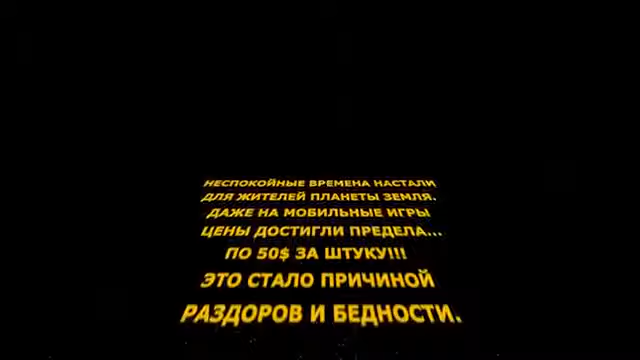 НЕСПОКОЙНЫЕ ВРЕМЕНА НАСТАЛИ
ДЛЯ ЖИТЕЛЕЙ ПЛАНЕТЫ ЗЕМЛЯ.
ДАЖЕ НА МОБИЛЬНЫЕ ИГРЫ
ЦЕНЫ ДОСТИГЛИ ПРЕДЕЛА...
ПО 50$ ЗА ШТУКУ!!!
ЭТО СТАЛО ПРИЧИНОЙ
РАЗДОРОВ И БЕДНОСТИ.